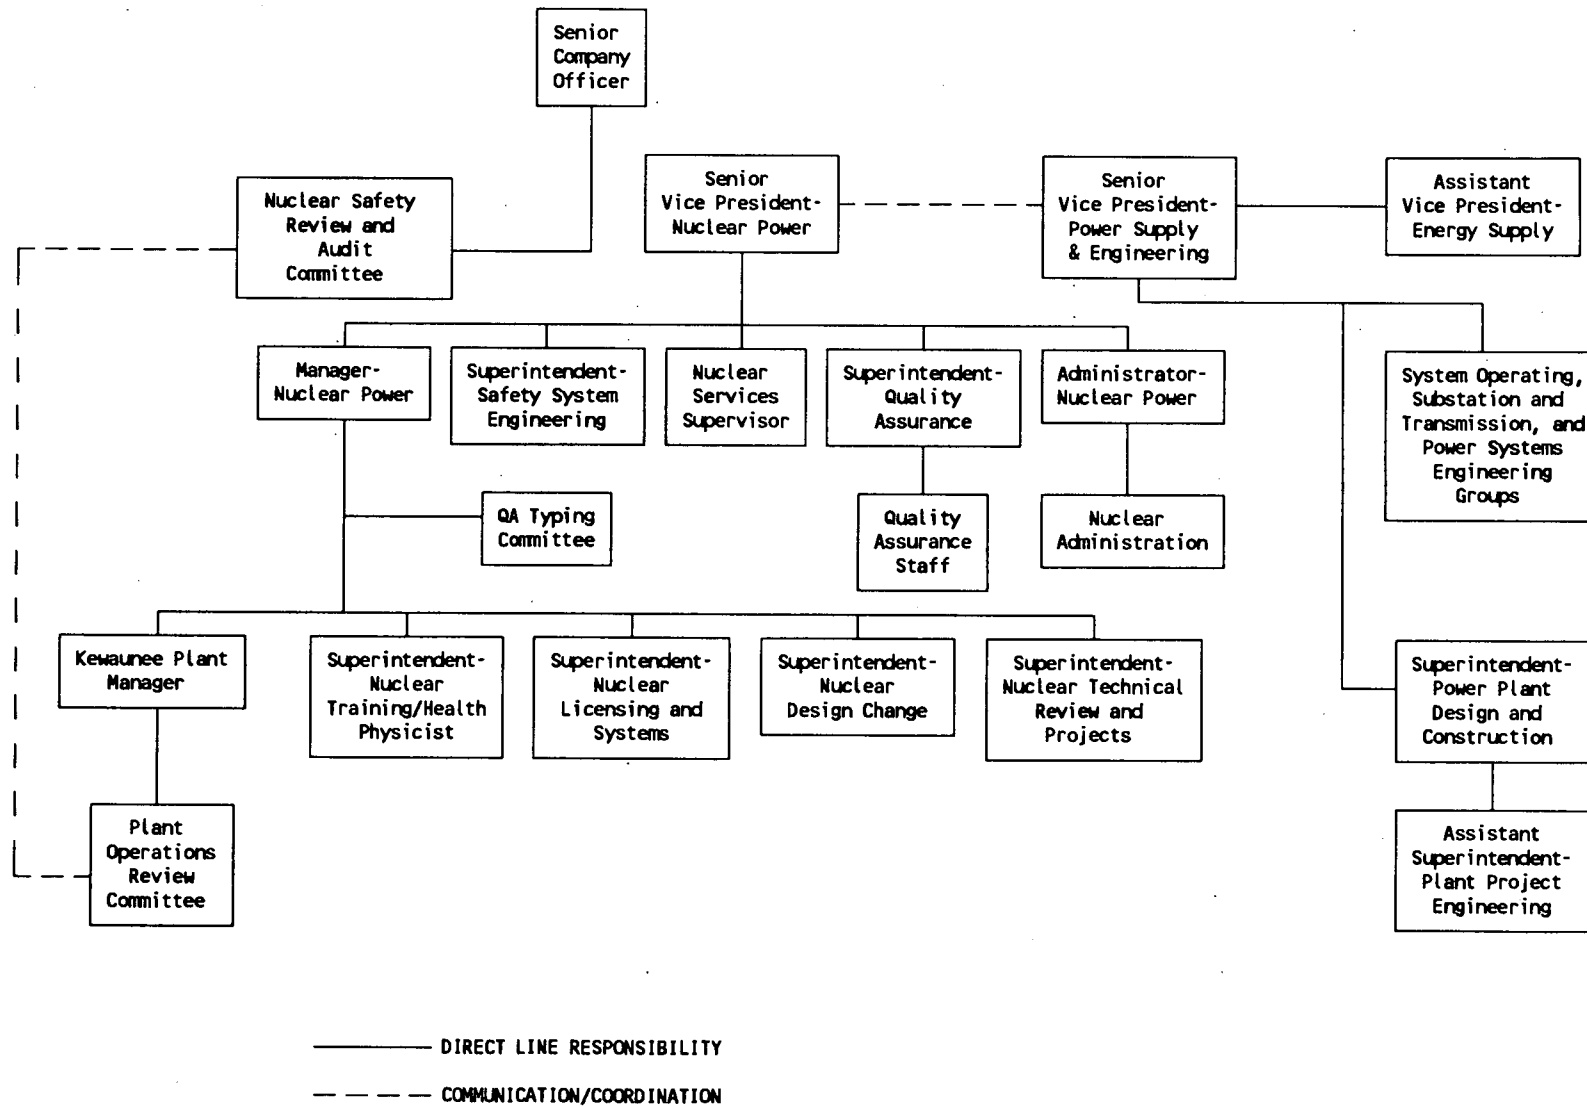 Senior
Company
Officer
Nuclear Safety
Review and
Audit
Committee
Senior
Vice President-
Nuclear Power
Senior
Vice President-
Power Supply
& Engineering
Assistant
Vice President-
Energy Supply
Manager-
Nuclear Power
Superintendent-
Safety System
Engineering
Nuclear
Services
Supervisor
Superintendent-
Quality
Assurance
Administrator-
Nuclear Power
System Operating,
Substation and
Transmission, and
Power Systems
Engineering
Groups
QA Typing
Committee
Quality
Assurance
Staff
Nuclear
Administration
Kewaunee Plant
Manager
Superintendent-
Nuclear
Training/Health
Physicist
Superintendent-
Nuclear
Licensing and
Systems
Superintendent-
Nuclear
Design Change
Superintendent-
Nuclear Technical
Review and
Projects
Superintendent-
Power Plant
Design and
Construction
Plant
Operations
Review
Committee
Assistant
Superintendent-
Plant Project
Engineering
DIRECT LINE RESPONSIBILITY
COMMUNICATION/COORDINATION